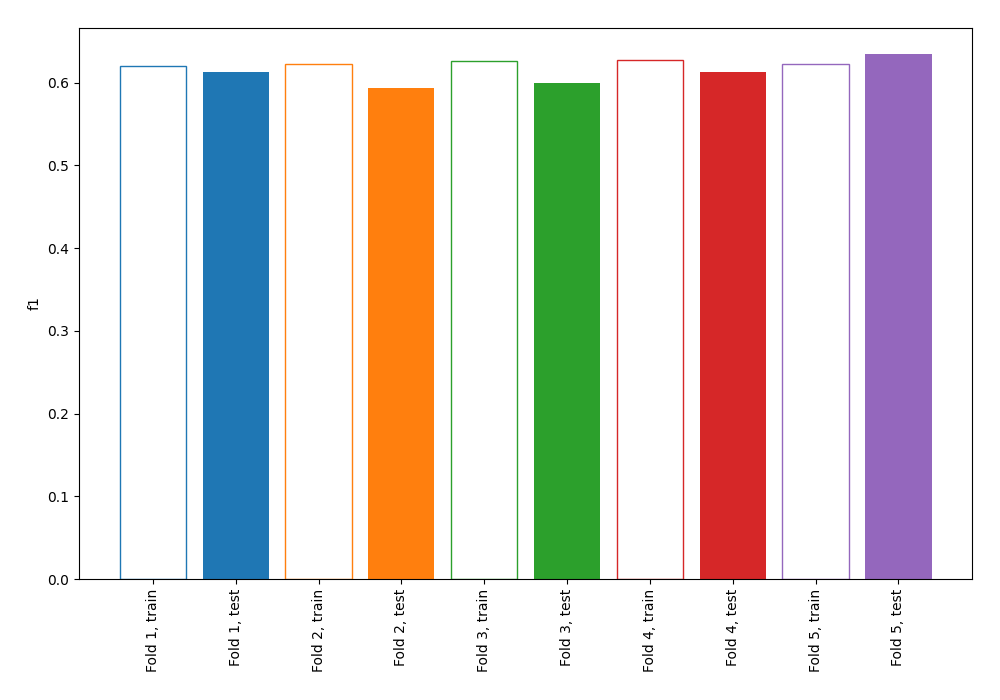 f1
0.6
0.5
0.4
0.3
0.2
0.1
0.0
Fold 1, train
Fold 1, test
Fold 2, train
Fold 2, test
Fold 3, train
Fold 3, test
Fold 4, train
Fold 4, test
Fold 5, train
Fold 5, test